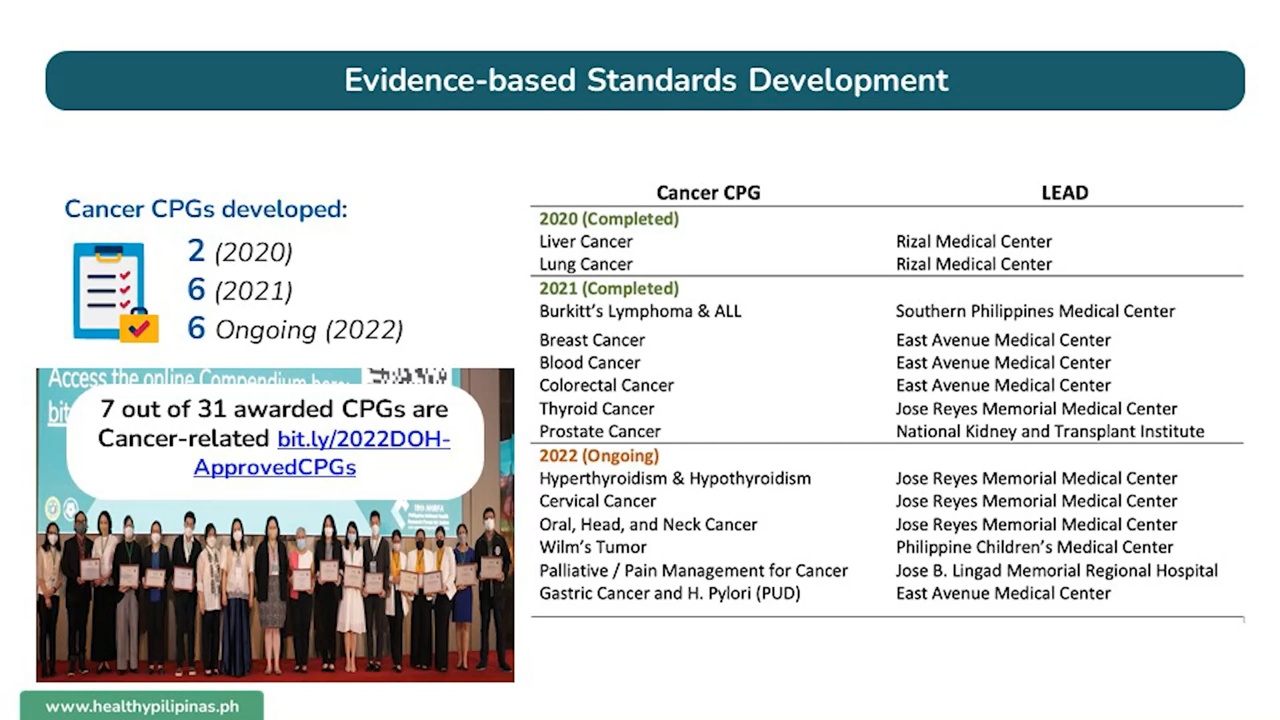 Evidence-based Standards Development
Cancer CPGs developed:
2 (2020)
6 (2021)
6 Ongoing (2022)
Access the online Compendium here:
bit
7 out of 31 awarded CPGs are
Cancer-related bit.ly/2022DOH-
ApprovedCPGs
Cancer CPG LEAD
2020 (Completed)
Liver Cancer Rizal Medical Center
Lung Cancer Rizal Medical Center
2021 (Completed)
Burkitt's Lymphoma & ALL Southern Philippines Medical Center
Breast Cancer East Avenue Medical Center
Blood Cancer East Avenue Medical Center
Colorectal Cancer East Avenue Medical Center
Thyroid Cancer Jose Reyes Memorial Medical Center
Prostate Cancer National Kidney and Transplant Institute
2022 (Ongoing)
Hyperthyroidism & Hypothyroidism Jose Reyes Memorial Medical Center
Cervical Cancer Jose Reyes Memorial Medical Center
Oral, Head, and Neck Cancer Jose Reyes Memorial Medical Center
Wilm's Tumor Philippine Children's Medical Center
Palliative / Pain Management for Cancer Jose B. Lingad Memorial Regional Hospital
Gastric Cancer and H. Pylori (PUD) East Avenue Medical Center
www.healthypilipinas.ph